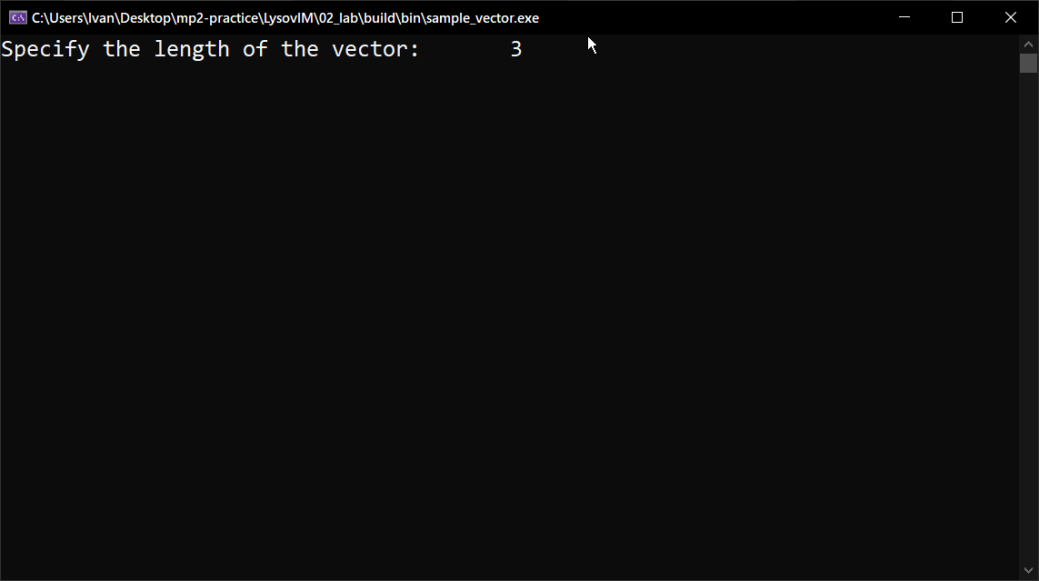 C:\Users\Ivan\Desktop\mp2-practice\LysovIM\02_lab\build\bin\sample_vector.exe
Specify the length of the vector: 3